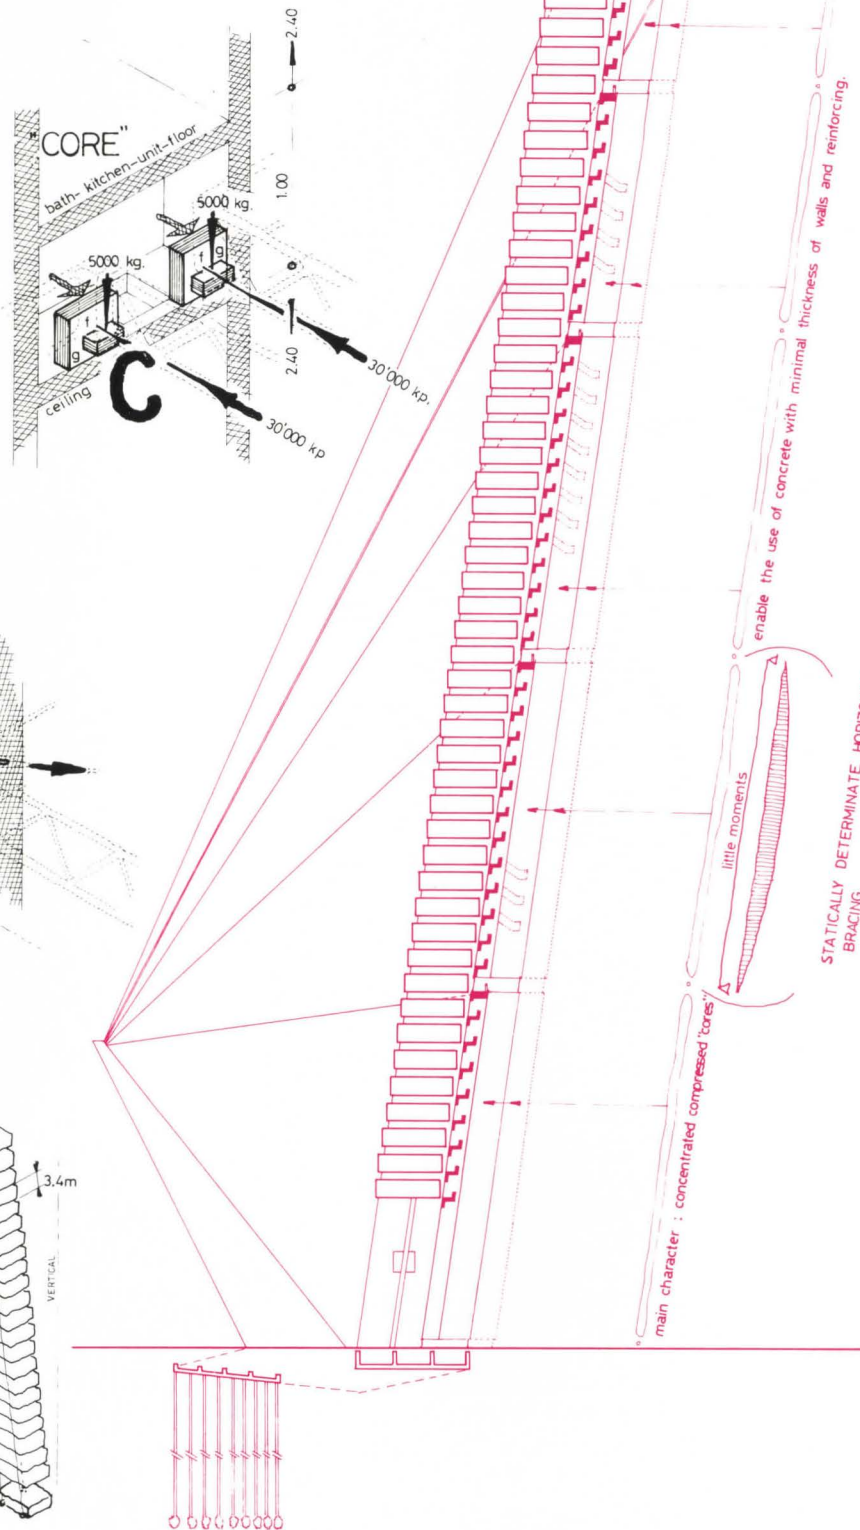 2.40
"CORE"
bath- kitchen-unit-floor
5000 kg.
1.00
5000 kg.
f
g
f
g
C
2.40
30'000 kp.
ceiling
30'000 kp
enable the use of concrete with minimal thickness of walls and reinforcing.
little moments
STATICALLY DETERMINATE
BRACING
main character : concentrated compressed "cores"
3.4m
VERTICAL